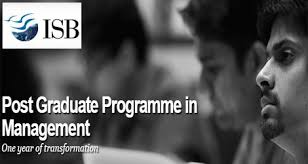 ISB
Post Graduate Programme in
Management
One year of transformation